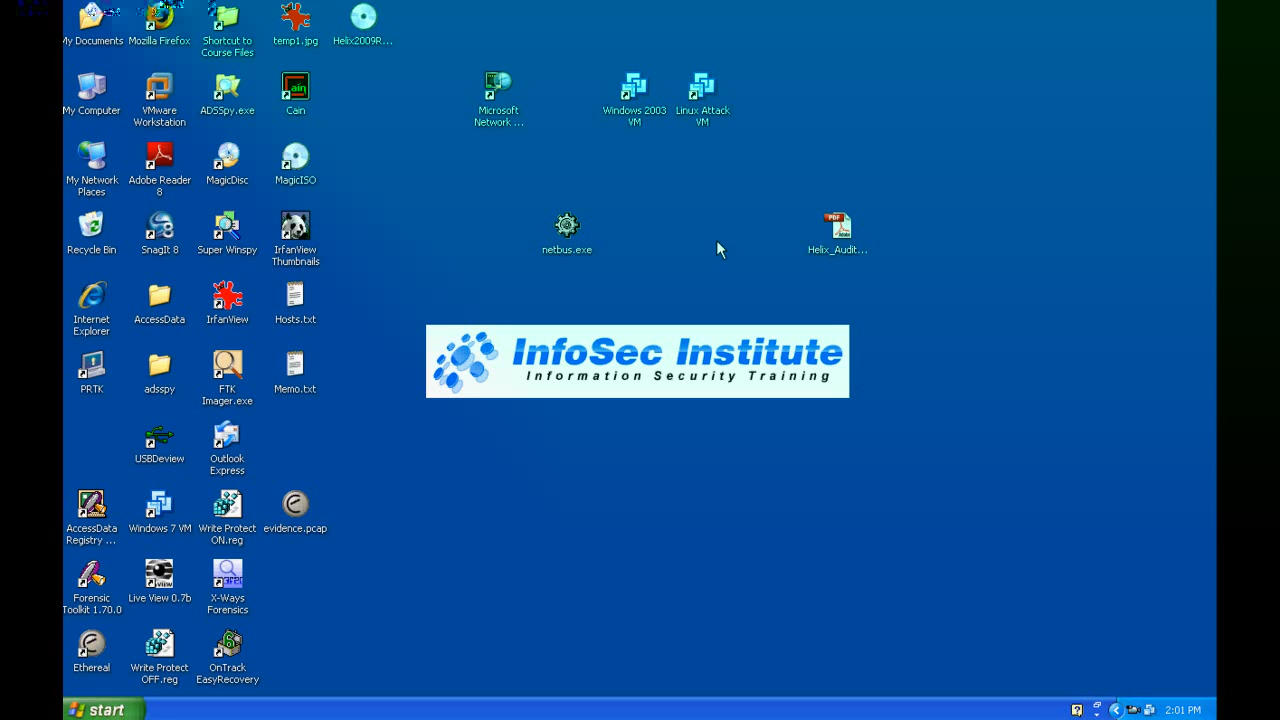 My Documents
Mozilla Firefox
Shortcut to
Course Files
temp1.jpg
Helix2009R...
My Computer
VMware
Workstation
ADSSpy.exe
Cain
Microsoft
Network ...
Windows 2003
VM
Linux Attack
VM
My Network
Places
Adobe Reader
8
MagicDisc
MagicISO
Recycle Bin
SnagIt 8
Super Winspy
IrfanView
Thumbnails
netbus.exe
Helix_Audit...
Internet
Explorer
AccessData
IrfanView
Hosts.txt
InfoSec Institute
Information Security Training
PRTK
adsspy
FTK
Imager.exe
Memo.txt
USBDeview
Outlook
Express
AccessData
Registry ...
Windows 7 VM
Write Protect
ON.reg
evidence.pcap
Forensic
Toolkit 1.70.0
Live View 0.7b
X-Ways
Forensics
Ethereal
Write Protect
OFF.reg
OnTrack
EasyRecovery
start
2:01 PM